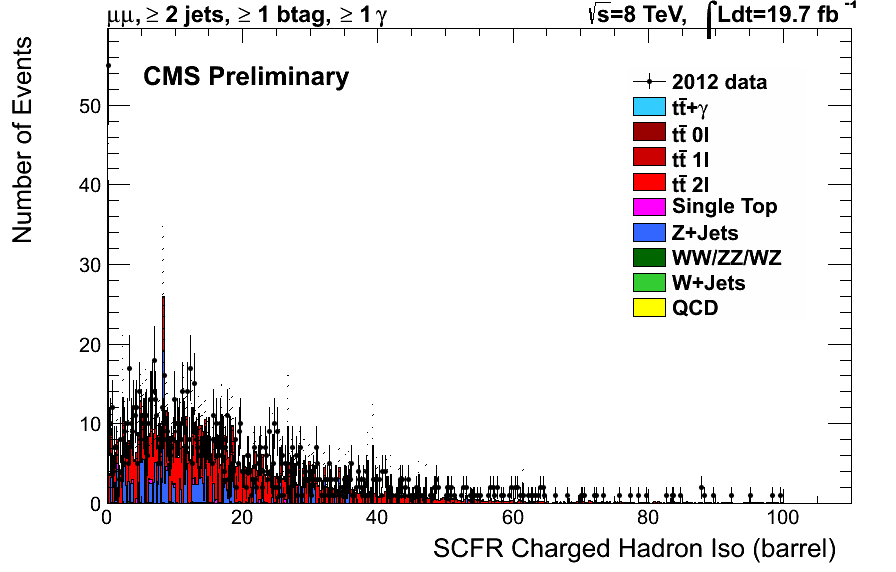 μμ, ≥ 2 jets, ≥ 1 btag, ≥ 1 γ
√s=8 TeV, ∫Ldt=19.7 fb⁻¹
CMS Preliminary
2012 data
tt̄+γ
tt̄ 0l
tt̄ 1l
tt̄ 2l
Single Top
Z+Jets
WW/ZZ/WZ
W+Jets
QCD
Number of Events
50
40
30
20
10
0
0 20 40 60 80 100
SCFR Charged Hadron Iso (barrel)